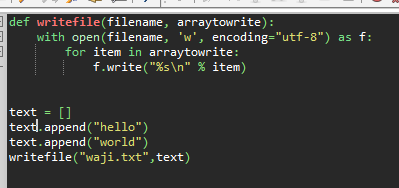 def writefile(filename, arraytowrite):
    with open(filename, 'w', encoding="utf-8") as f:
        for item in arraytowrite:
            f.write("%s\n" % item)
text = []
text.append("hello")
text.append("world")
writefile("waji.txt",text)